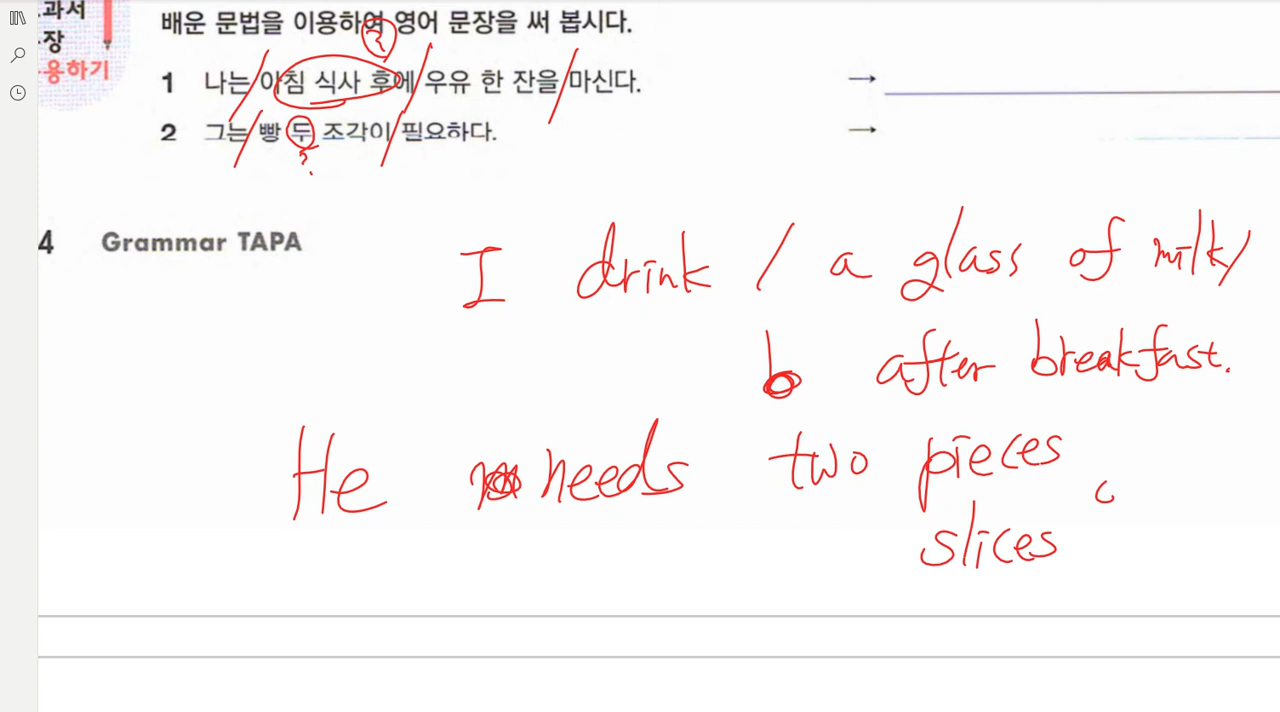 과서
장
용하기
배운 문법을 이용하여 영어 문장을 써 봅시다.
?
1 나는/아침 식사 후에/우유 한 잔을/마신다. →
2 그는/빵 두 조각이/필요하다. →
?
4 Grammar TAPA
I drink / a glass of milk/
b after breakfast.
He needs two pieces
slices